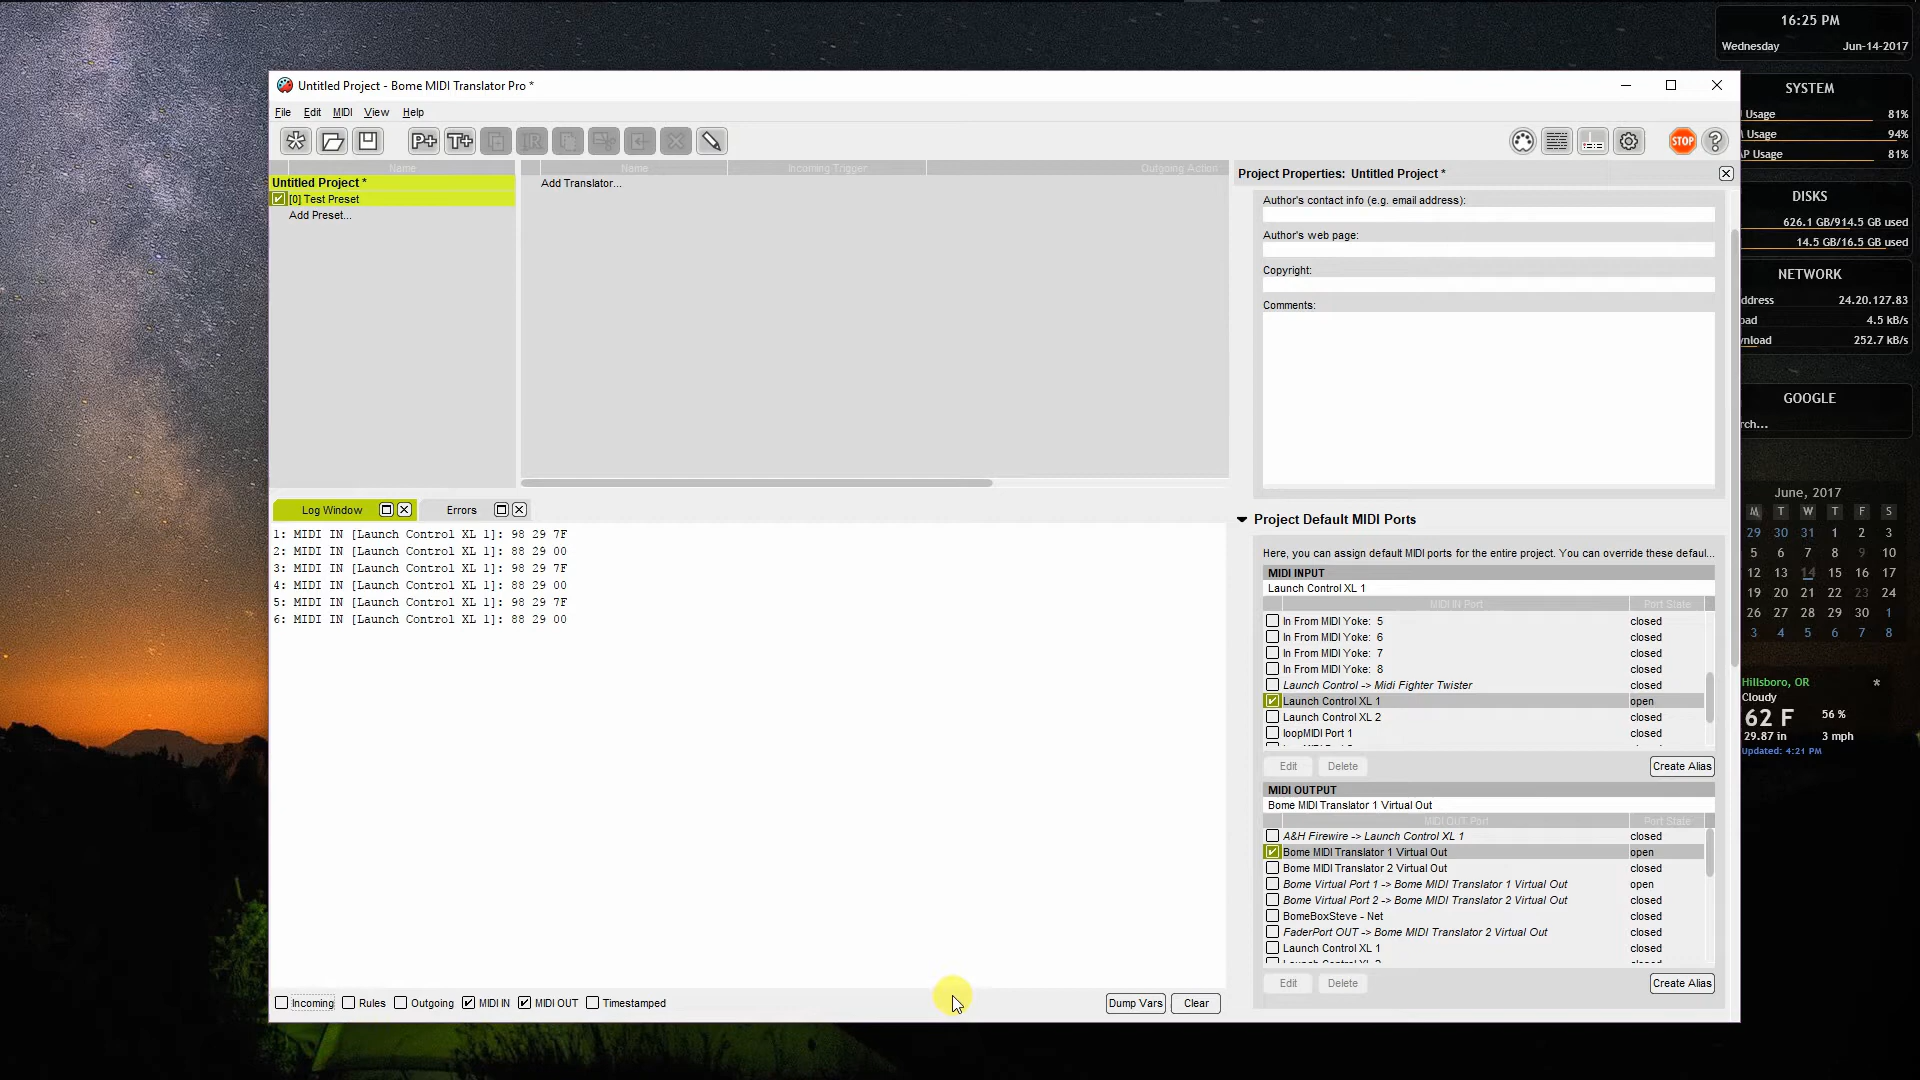 Untitled Project - Bome MIDI Translator Pro *
File Edit MIDI View Help
P+ T+ STOP ?
Name
Untitled Project *
[0] Test Preset
Add Preset...
Name Incoming Trigger Outgoing Action
Add Translator...
Project Properties: Untitled Project *
Author's contact info (e.g. email address):
Author's web page:
Copyright:
Comments:
Log Window Errors
1: MIDI IN [Launch Control XL 1]: 98 29 7F
2: MIDI IN [Launch Control XL 1]: 88 29 00
3: MIDI IN [Launch Control XL 1]: 98 29 7F
4: MIDI IN [Launch Control XL 1]: 88 29 00
5: MIDI IN [Launch Control XL 1]: 98 29 7F
6: MIDI IN [Launch Control XL 1]: 88 29 00
Incoming Rules Outgoing MIDI IN MIDI OUT Timestamped
Dump Vars Clear
Project Default MIDI Ports
Here, you can assign default MIDI ports for the entire project. You can override these defaul...
MIDI INPUT
Launch Control XL 1
MIDI IN Port Port State
In From MIDI Yoke: 5 closed
In From MIDI Yoke: 6 closed
In From MIDI Yoke: 7 closed
In From MIDI Yoke: 8 closed
Launch Control -> Midi Fighter Twister closed
Launch Control XL 1 open
Launch Control XL 2 closed
loopMIDI Port 1 closed
Edit Delete Create Alias
MIDI OUTPUT
Bome MIDI Translator 1 Virtual Out
MIDI OUT Port Port State
A&H Firewire -> Launch Control XL 1 closed
Bome MIDI Translator 1 Virtual Out open
Bome MIDI Translator 2 Virtual Out closed
Bome Virtual Port 1 -> Bome MIDI Translator 1 Virtual Out open
Bome Virtual Port 2 -> Bome MIDI Translator 2 Virtual Out closed
BomeBoxSteve - Net closed
FaderPort OUT -> Bome MIDI Translator 2 Virtual Out closed
Launch Control XL 1 closed
Edit Delete Create Alias
16:25 PM
Wednesday Jun-14-2017
SYSTEM
Usage 81%
Usage 94%
P Usage 81%
DISKS
626.1 GB/914.5 GB used
14.5 GB/16.5 GB used
NETWORK
ddress 24.20.127.83
oad 4.5 kB/s
wnload 252.7 kB/s
GOOGLE
rch...
June, 2017
M T W T F S S
29 30 31 1 2 3
5 6 7 8 9 10
12 13 14 15 16 17
19 20 21 22 23 24
26 27 28 29 30 1
3 4 5 6 7 8
Hillsboro, OR *
Cloudy
62 F 56 %
29.87 in 3 mph
Updated: 4:21 PM